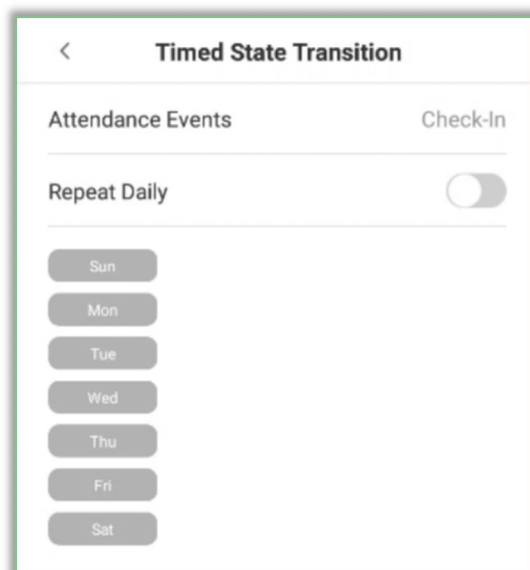 Timed State Transition
Attendance Events Check-In
Repeat Daily
Sun
Mon
Tue
Wed
Thu
Fri
Sat